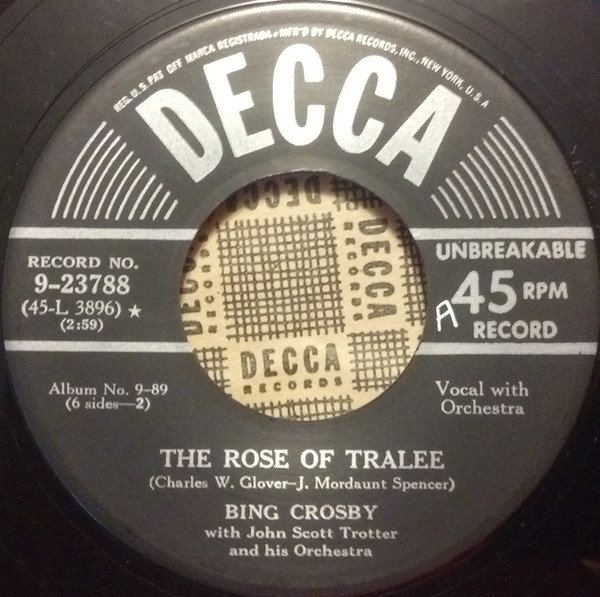 REG. U.S. PAT OFF MARCA REGISTRADA • MF'R'D BY DECCA RECORDS, INC., NEW YORK, U.S.A
DECCA
RECORD NO.
9-23788
(45-L 3896) ★
(2:59)
UNBREAKABLE
45 RPM
RECORD
A
DECCA
DECCA
RECORDS
DECCA
RECORDS
Album No. 9-89
(6 sides—2)
Vocal with
Orchestra
THE ROSE OF TRALEE
(Charles W. Glover—J. Mordaunt Spencer)
BING CROSBY
with John Scott Trotter
and his Orchestra